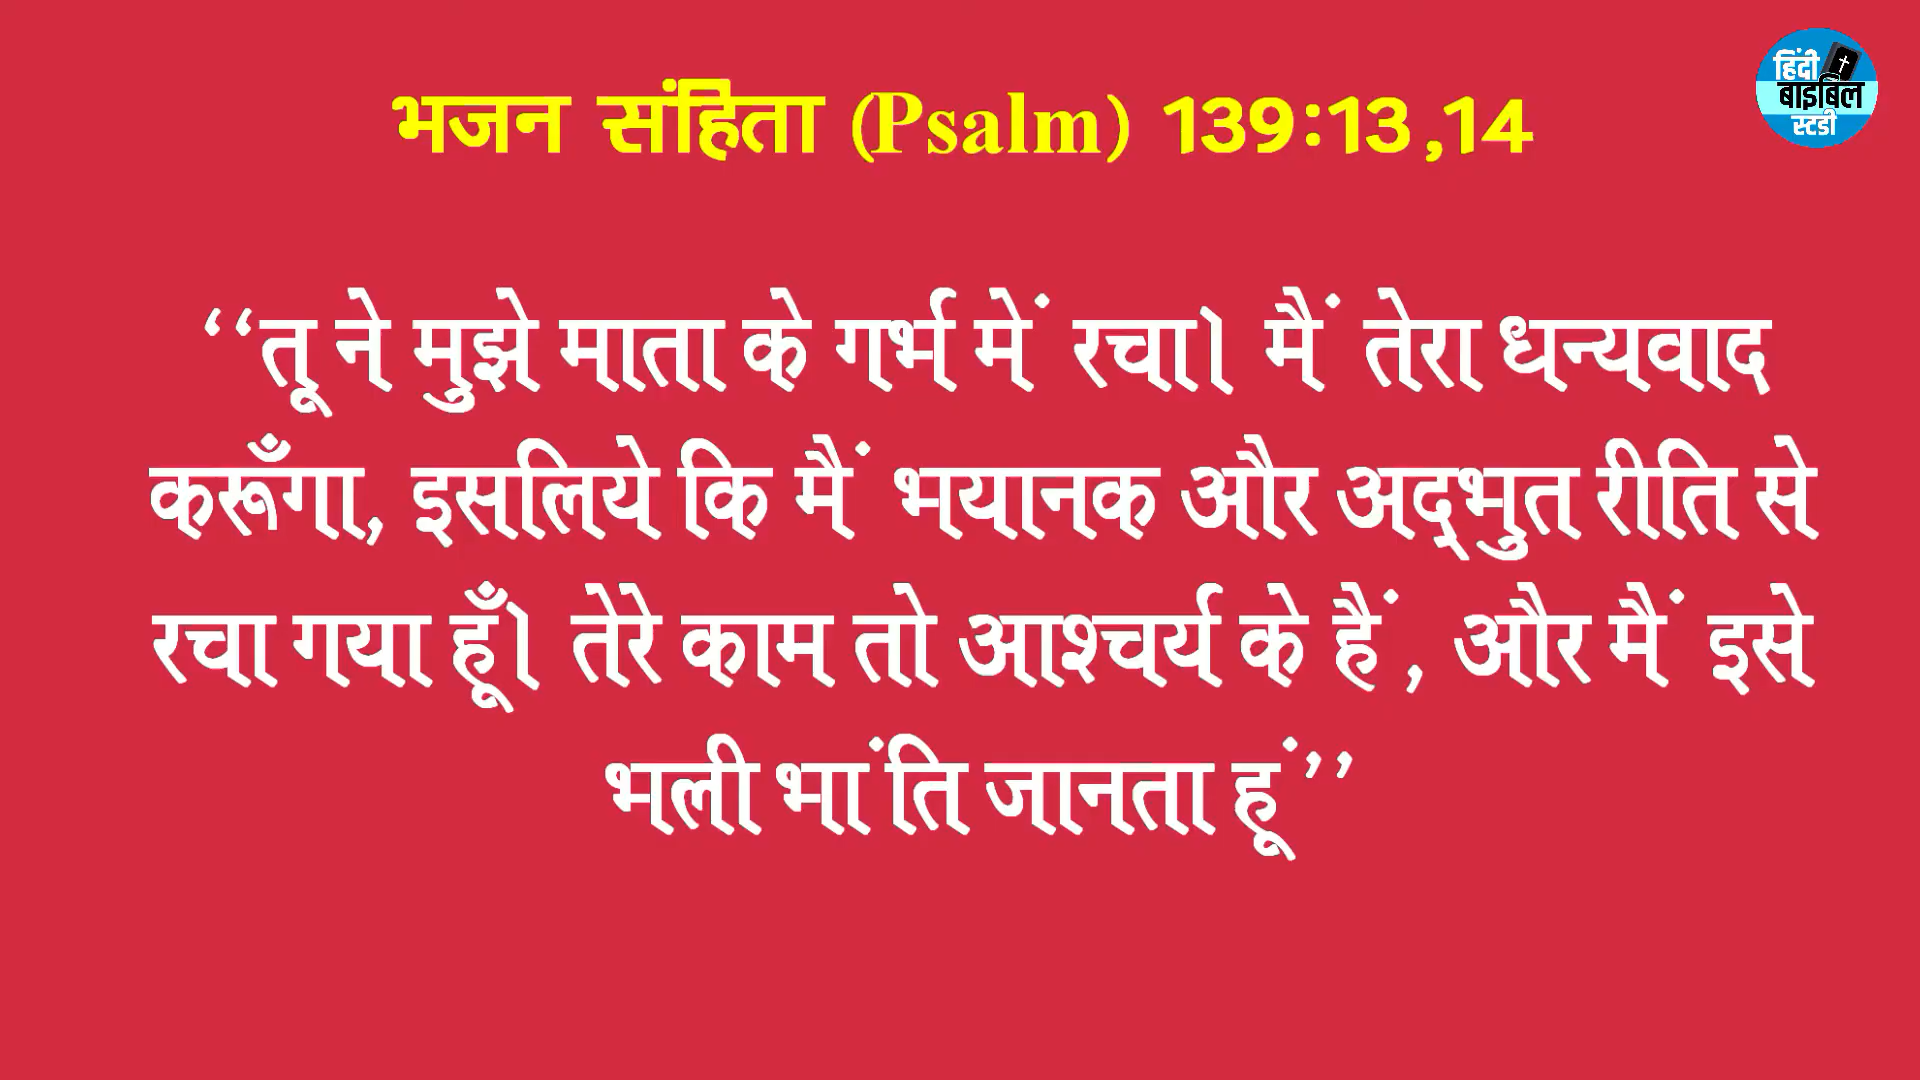 भजन संहिता (Psalm) 139:13,14
हिंदी
बाइबिल
स्टडी
‘‘तू ने मुझे माता के गर्भ में रचा। मैं तेरा धन्यवाद
करूँगा, इसलिये कि मैं भयानक और अद्‌भुत रीति से
रचा गया हूँ। तेरे काम तो आश्चर्य के हैं, और मैं इसे
भली भांति जानता हूं’’